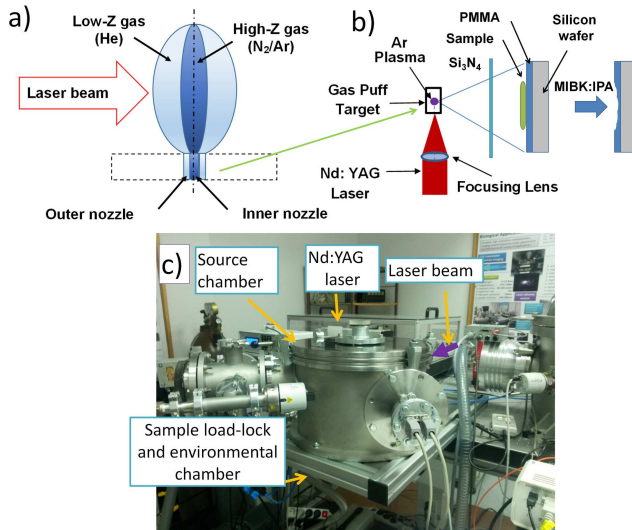 a)
Low-Z gas
(He)
High-Z gas
(N2/Ar)
Laser beam
Outer nozzle
Inner nozzle
b)
Ar
Plasma
Gas Puff
Target
Nd: YAG
Laser
Focusing Lens
Si3N4
PMMA
Sample
Silicon
wafer
MIBK:IPA
c)
Source
chamber
Nd:YAG
laser
Laser beam
Sample load-lock
and environmental
chamber